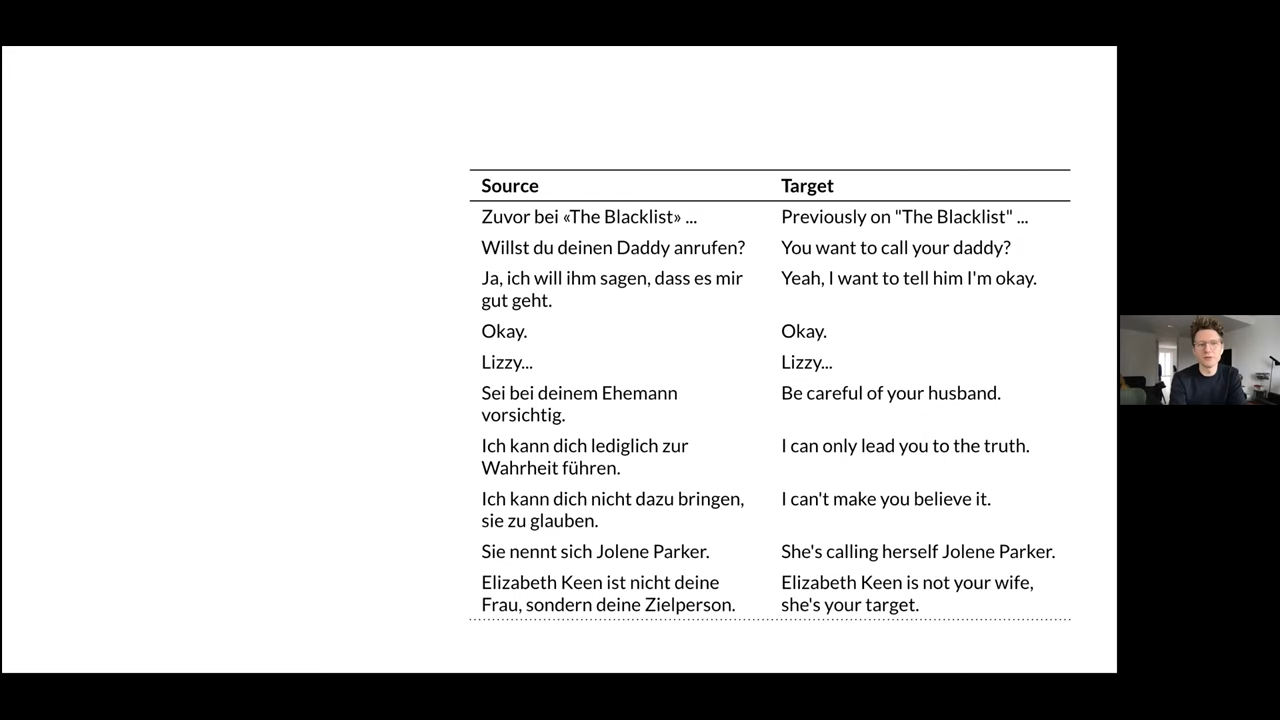 Source Target
Zuvor bei «The Blacklist» ... Previously on "The Blacklist" ...
Willst du deinen Daddy anrufen? You want to call your daddy?
Ja, ich will ihm sagen, dass es mir Yeah, I want to tell him I'm okay.
gut geht.
Okay. Okay.
Lizzy... Lizzy...
Sei bei deinem Ehemann Be careful of your husband.
vorsichtig.
Ich kann dich lediglich zur I can only lead you to the truth.
Wahrheit führen.
Ich kann dich nicht dazu bringen, I can't make you believe it.
sie zu glauben.
Sie nennt sich Jolene Parker. She's calling herself Jolene Parker.
Elizabeth Keen ist nicht deine Elizabeth Keen is not your wife,
Frau, sondern deine Zielperson. she's your target.